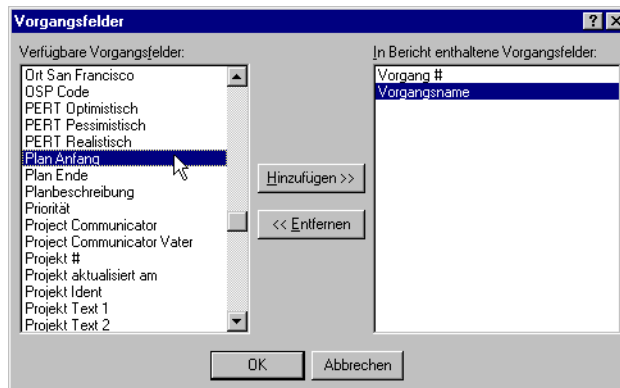 Vorgangsfelder
Verfügbare Vorgangsfelder:
Ort San Francisco
OSP Code
PERT Optimistisch
PERT Pessimistisch
PERT Realistisch
Plan Anfang
Plan Ende
Planbeschreibung
Priorität
Project Communicator
Project Communicator Vater
Projekt #
Projekt aktualisiert am
Projekt Ident
Projekt Text 1
Projekt Text 2
Hinzufügen >>
<< Entfernen
In Bericht enthaltene Vorgangsfelder:
Vorgang #
Vorgangsname
OK
Abbrechen